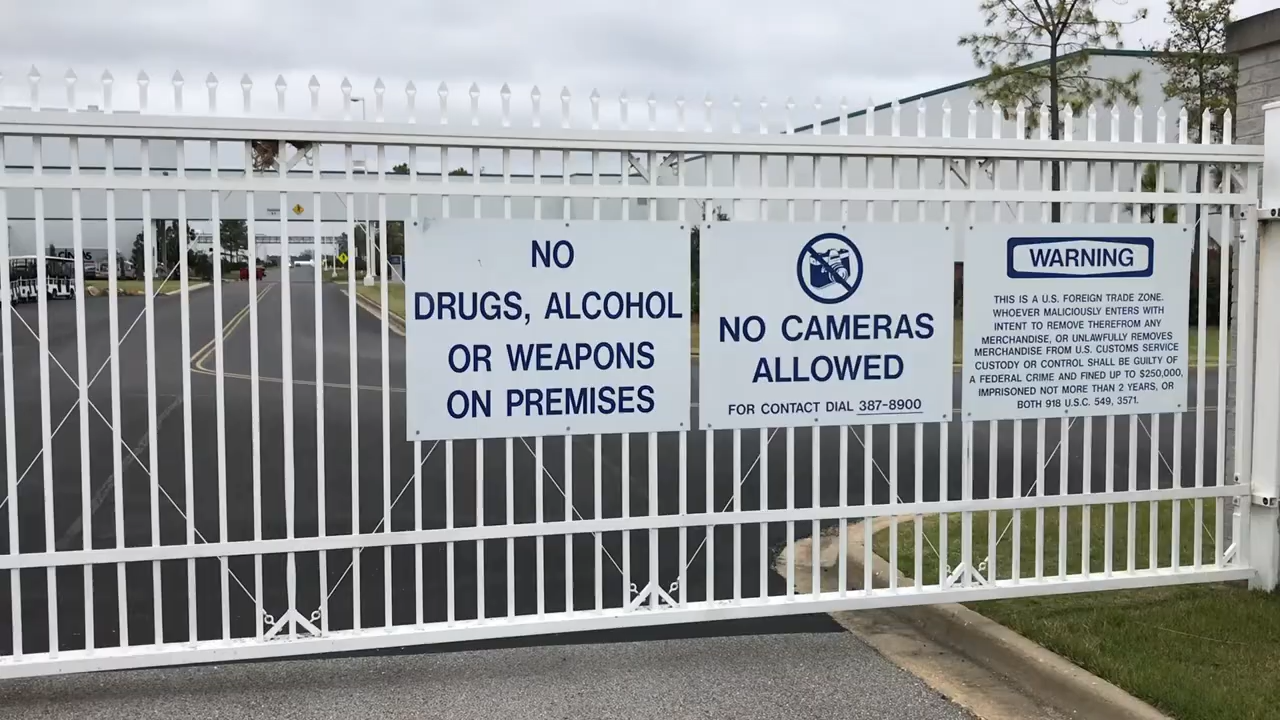 NO
DRUGS, ALCOHOL
OR WEAPONS
ON PREMISES
NO CAMERAS
ALLOWED
FOR CONTACT DIAL 387-8900
WARNING
THIS IS A U.S. FOREIGN TRADE ZONE.
WHOEVER MALICIOUSLY ENTERS WITH
INTENT TO REMOVE THEREFROM ANY
MERCHANDISE, OR UNLAWFULLY REMOVES
MERCHANDISE FROM U.S. CUSTOMS SERVICE
CUSTODY OR CONTROL SHALL BE GUILTY OF
A FEDERAL CRIME AND FINED UP TO $250,000,
IMPRISONED NOT MORE THAN 2 YEARS, OR
BOTH 918 U.S.C. 549, 3571.